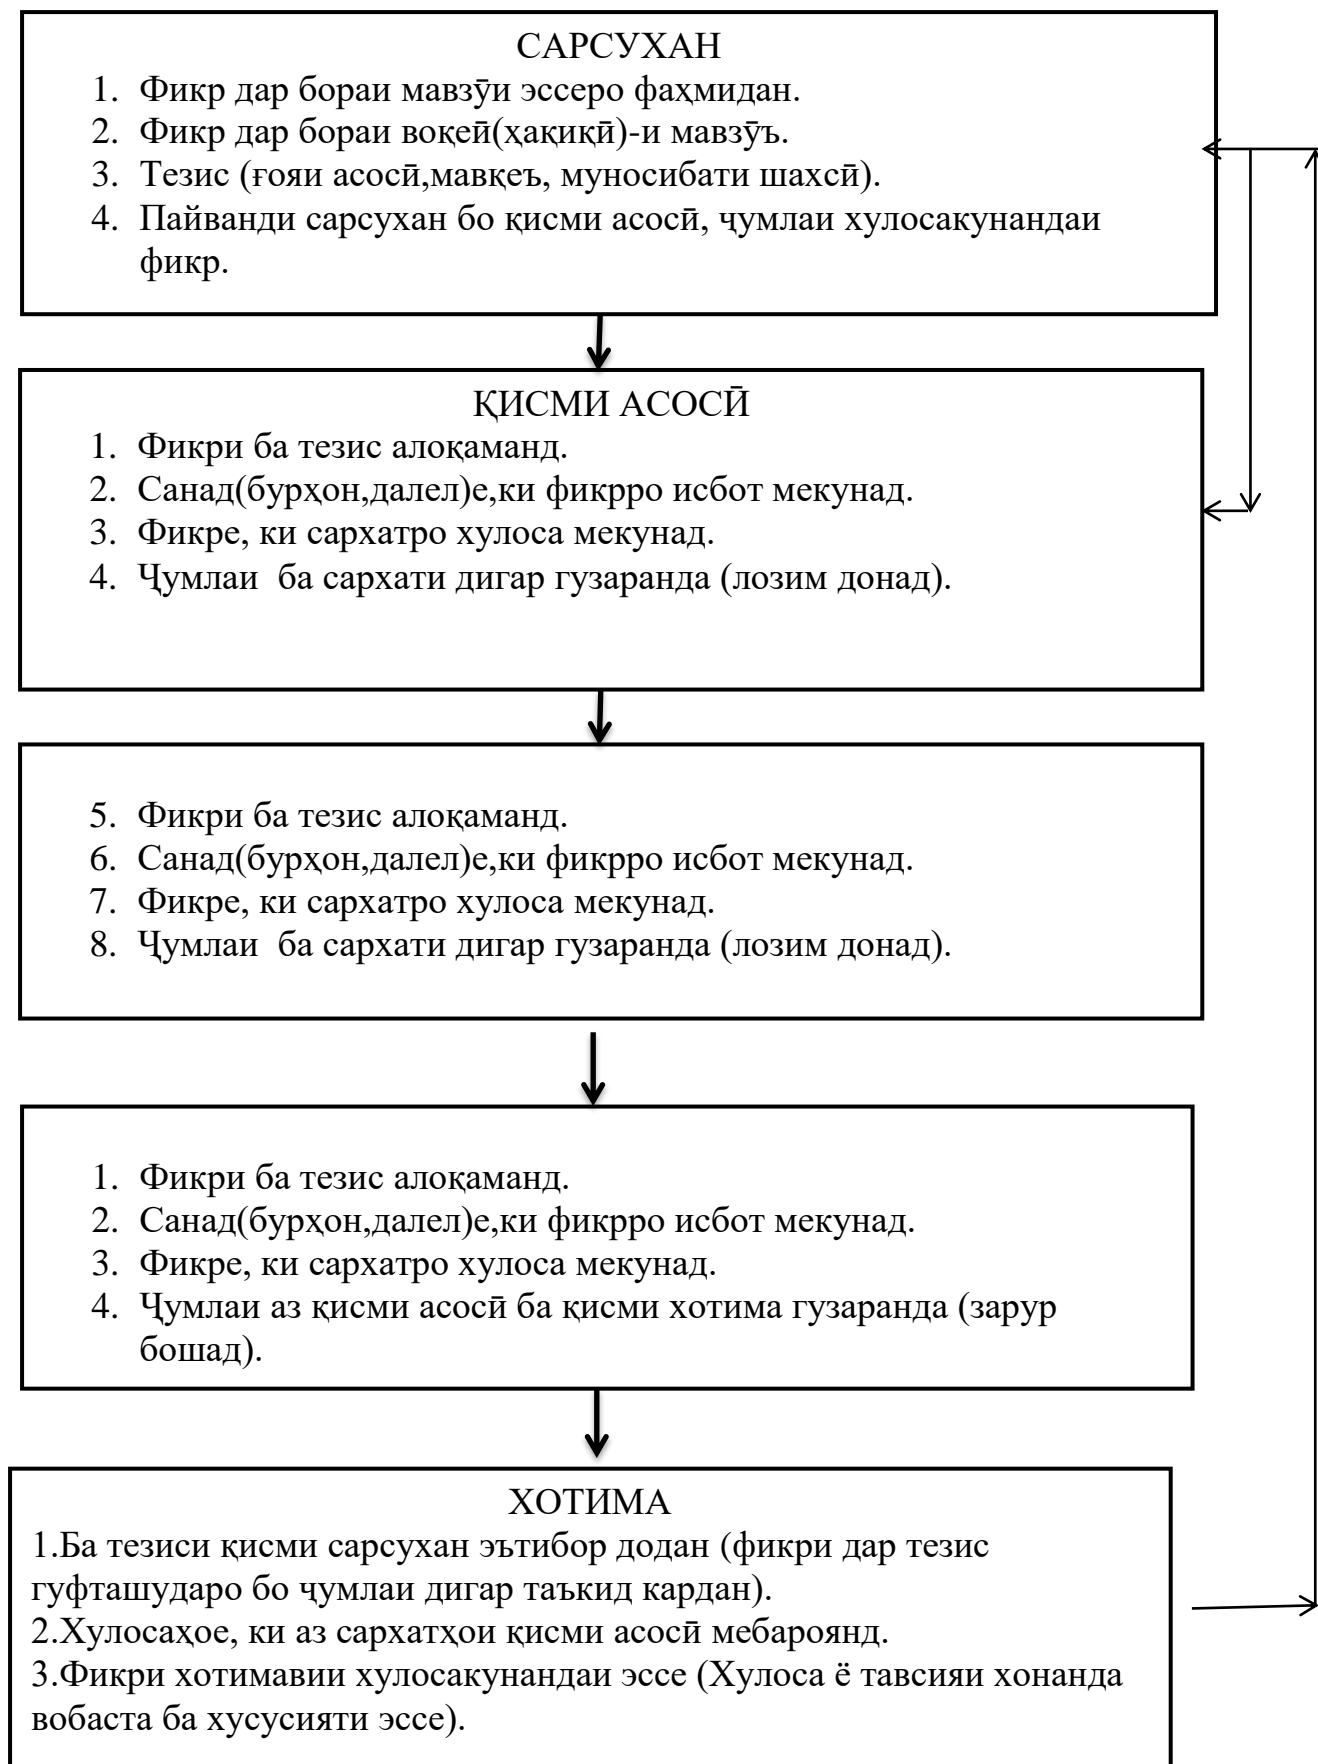 САРСУХАН
1. Фикр дар бораи мавзӯи эссеро фаҳмидан.
2. Фикр дар бораи воқеӣ(ҳақиқӣ)-и мавзӯъ.
3. Тезис (ғояи асосӣ,мавқеъ, муносибати шахсӣ).
4. Пайванди сарсухан бо қисми асосӣ, ҷумлаи хулосакунандаи
фикр.
ҚИСМИ АСОСӢ
1. Фикри ба тезис алоқаманд.
2. Санад(бурҳон,далел)е,ки фикрро исбот мекунад.
3. Фикре, ки сархатро хулоса мекунад.
4. Ҷумлаи ба сархати дигар гузаранда (лозим донад).
5. Фикри ба тезис алоқаманд.
6. Санад(бурҳон,далел)е,ки фикрро исбот мекунад.
7. Фикре, ки сархатро хулоса мекунад.
8. Ҷумлаи ба сархати дигар гузаранда (лозим донад).
1. Фикри ба тезис алоқаманд.
2. Санад(бурҳон,далел)е,ки фикрро исбот мекунад.
3. Фикре, ки сархатро хулоса мекунад.
4. Ҷумлаи аз қисми асосӣ ба қисми хотима гузаранда (зарур
бошад).
ХОТИМА
1.Ба тезиси қисми сарсухан эътибор додан (фикри дар тезис
гуфташударо бо ҷумлаи дигар таъкид кардан).
2.Хулосаҳое, ки аз сархатҳои қисми асосӣ мебароянд.
3.Фикри хотимавии хулосакунандаи эссе (Хулоса ё тавсияи хонанда
вобаста ба хусусияти эссе).